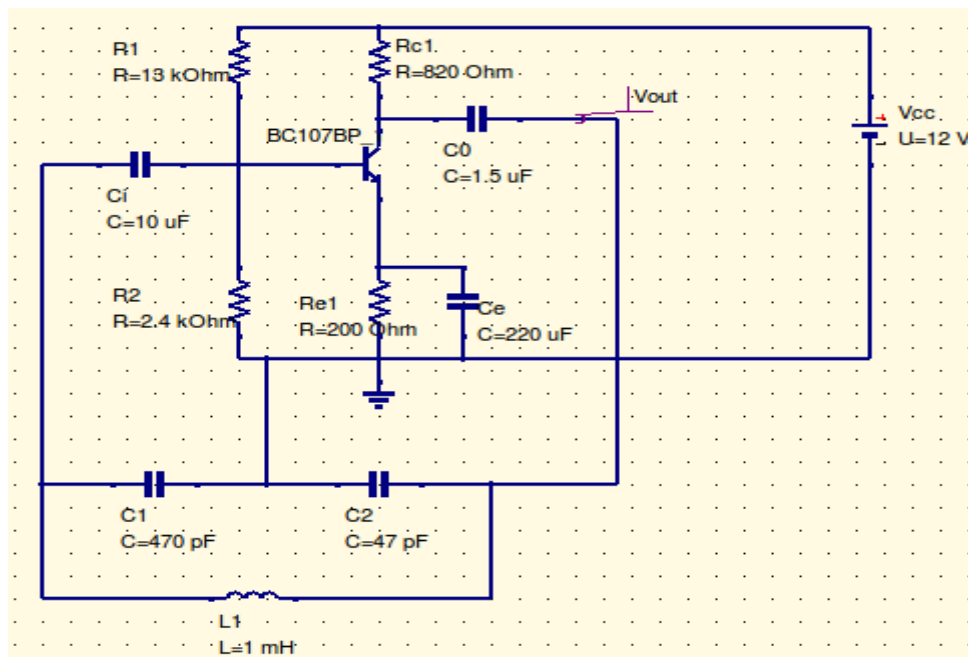 R1
R=13 kOhm
Rc1
R=820 Ohm
Vout
Vcc
U=12 V
BC107BP_
C0
C=1.5 uF
Ci
C=10 uF
R2
R=2.4 kOhm
Re1
R=200 Ohm
Ce
C=220 uF
C1
C=470 pF
C2
C=47 pF
L1
L=1 mH